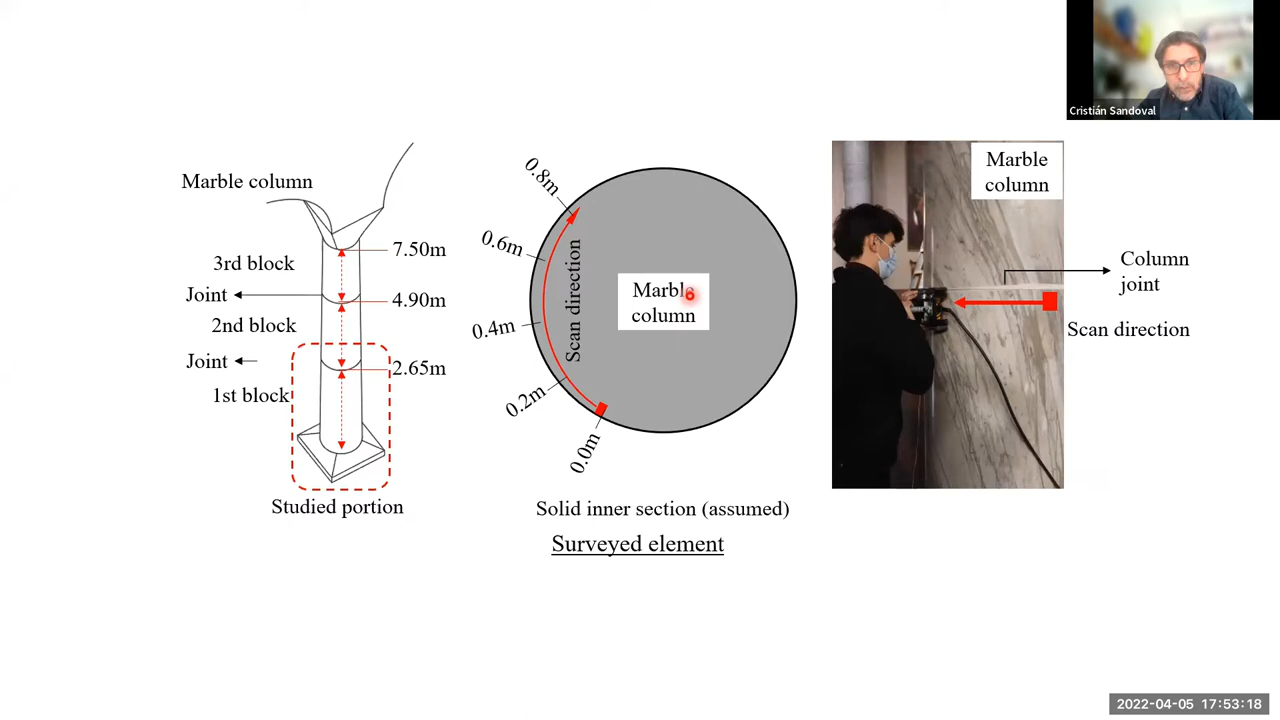 Cristián Sandoval
Marble column
7.50m
3rd block
Joint
4.90m
2nd block
Joint
2.65m
1st block
Studied portion
0.8m
0.6m
0.4m
0.2m
0.0m
Scan direction
Marble
column
Solid inner section (assumed)
Surveyed element
Marble
column
Column
joint
Scan direction
2022-04-05 17:53:18